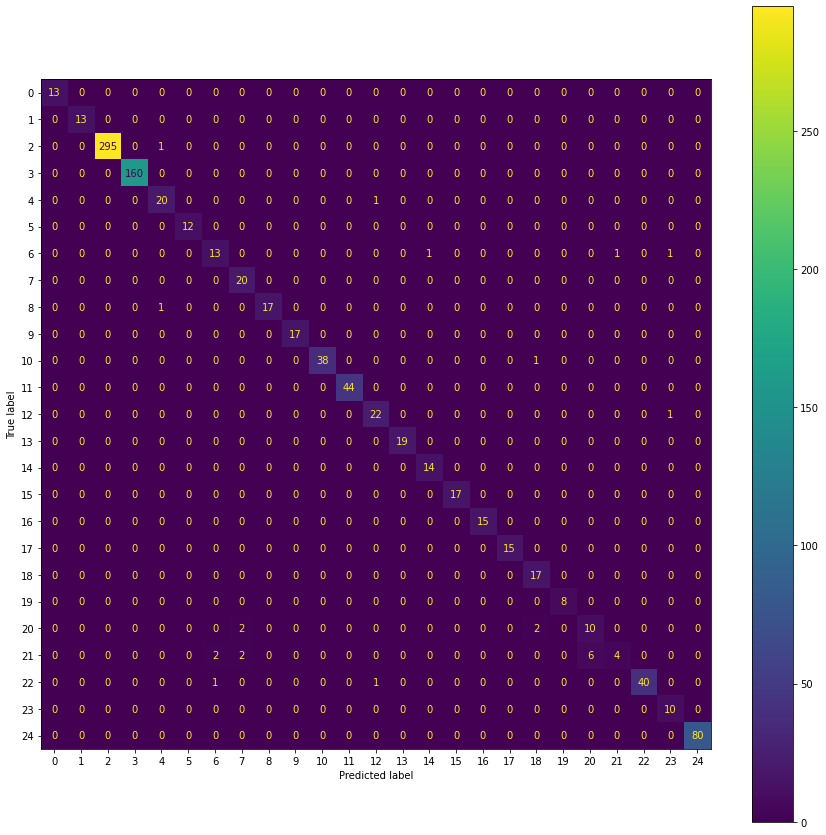 0 13 0 0 0 0 0 0 0 0 0 0 0 0 0 0 0 0 0 0 0 0 0 0 0 0
1 0 13 0 0 0 0 0 0 0 0 0 0 0 0 0 0 0 0 0 0 0 0 0 0 0
2 0 0 295 0 1 0 0 0 0 0 0 0 0 0 0 0 0 0 0 0 0 0 0 0 0
3 0 0 0 160 0 0 0 0 0 0 0 0 0 0 0 0 0 0 0 0 0 0 0 0 0
4 0 0 0 0 20 0 0 0 0 0 0 0 1 0 0 0 0 0 0 0 0 0 0 0 0
5 0 0 0 0 0 12 0 0 0 0 0 0 0 0 0 0 0 0 0 0 0 0 0 0 0
6 0 0 0 0 0 0 13 0 0 0 0 0 0 0 1 0 0 0 0 0 0 1 0 1 0
7 0 0 0 0 0 0 0 20 0 0 0 0 0 0 0 0 0 0 0 0 0 0 0 0 0
8 0 0 0 0 1 0 0 0 17 0 0 0 0 0 0 0 0 0 0 0 0 0 0 0 0
9 0 0 0 0 0 0 0 0 0 17 0 0 0 0 0 0 0 0 0 0 0 0 0 0 0
10 0 0 0 0 0 0 0 0 0 0 38 0 0 0 0 0 0 0 1 0 0 0 0 0 0
11 0 0 0 0 0 0 0 0 0 0 0 44 0 0 0 0 0 0 0 0 0 0 0 0 0
12 0 0 0 0 0 0 0 0 0 0 0 0 22 0 0 0 0 0 0 0 0 0 0 1 0
13 0 0 0 0 0 0 0 0 0 0 0 0 0 19 0 0 0 0 0 0 0 0 0 0 0
14 0 0 0 0 0 0 0 0 0 0 0 0 0 0 14 0 0 0 0 0 0 0 0 0 0
15 0 0 0 0 0 0 0 0 0 0 0 0 0 0 0 17 0 0 0 0 0 0 0 0 0
16 0 0 0 0 0 0 0 0 0 0 0 0 0 0 0 0 15 0 0 0 0 0 0 0 0
17 0 0 0 0 0 0 0 0 0 0 0 0 0 0 0 0 0 15 0 0 0 0 0 0 0
18 0 0 0 0 0 0 0 0 0 0 0 0 0 0 0 0 0 0 17 0 0 0 0 0 0
19 0 0 0 0 0 0 0 0 0 0 0 0 0 0 0 0 0 0 0 8 0 0 0 0 0
20 0 0 0 0 0 0 0 2 0 0 0 0 0 0 0 0 0 0 2 0 10 0 0 0 0
21 0 0 0 0 0 0 2 2 0 0 0 0 0 0 0 0 0 0 0 0 6 4 0 0 0
22 0 0 0 0 0 0 1 0 0 0 0 0 1 0 0 0 0 0 0 0 0 0 40 0 0
23 0 0 0 0 0 0 0 0 0 0 0 0 0 0 0 0 0 0 0 0 0 0 0 10 0
24 0 0 0 0 0 0 0 0 0 0 0 0 0 0 0 0 0 0 0 0 0 0 0 0 80
0 1 2 3 4 5 6 7 8 9 10 11 12 13 14 15 16 17 18 19 20 21 22 23 24
Predicted label
True label
250
200
150
100
50
0